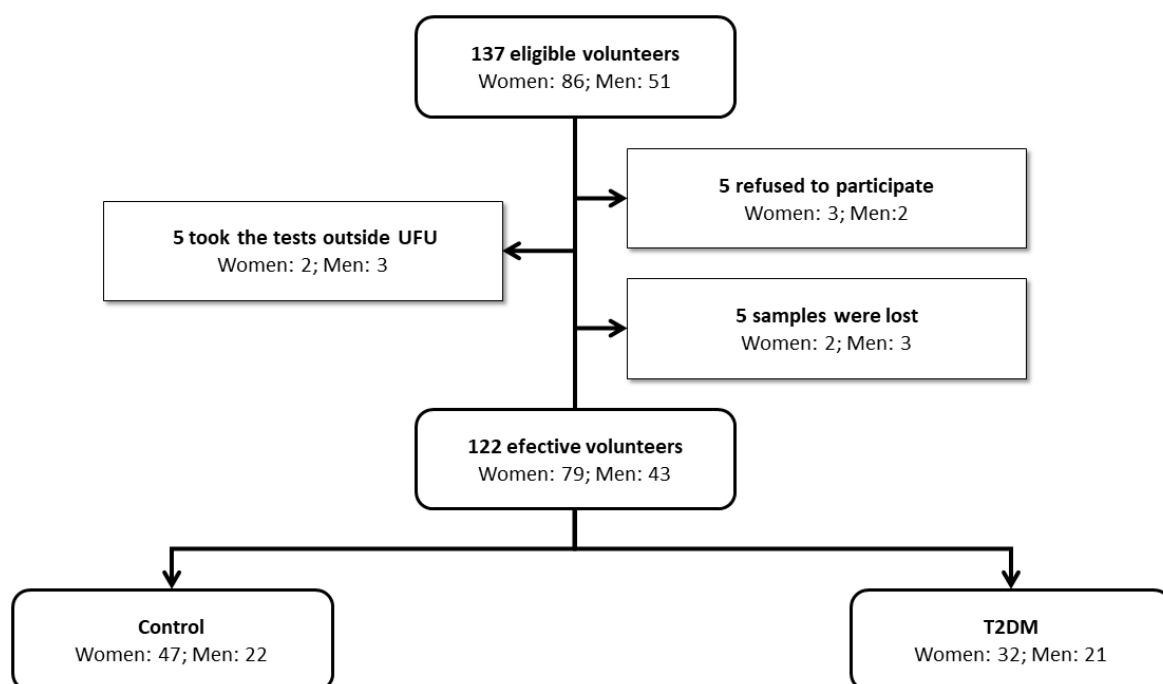 137 eligible volunteers
Women: 86; Men: 51
5 refused to participate
Women: 3; Men:2
5 took the tests outside UFU
Women: 2; Men: 3
5 samples were lost
Women: 2; Men: 3
122 efective volunteers
Women: 79; Men: 43
Control
Women: 47; Men: 22
T2DM
Women: 32; Men: 21